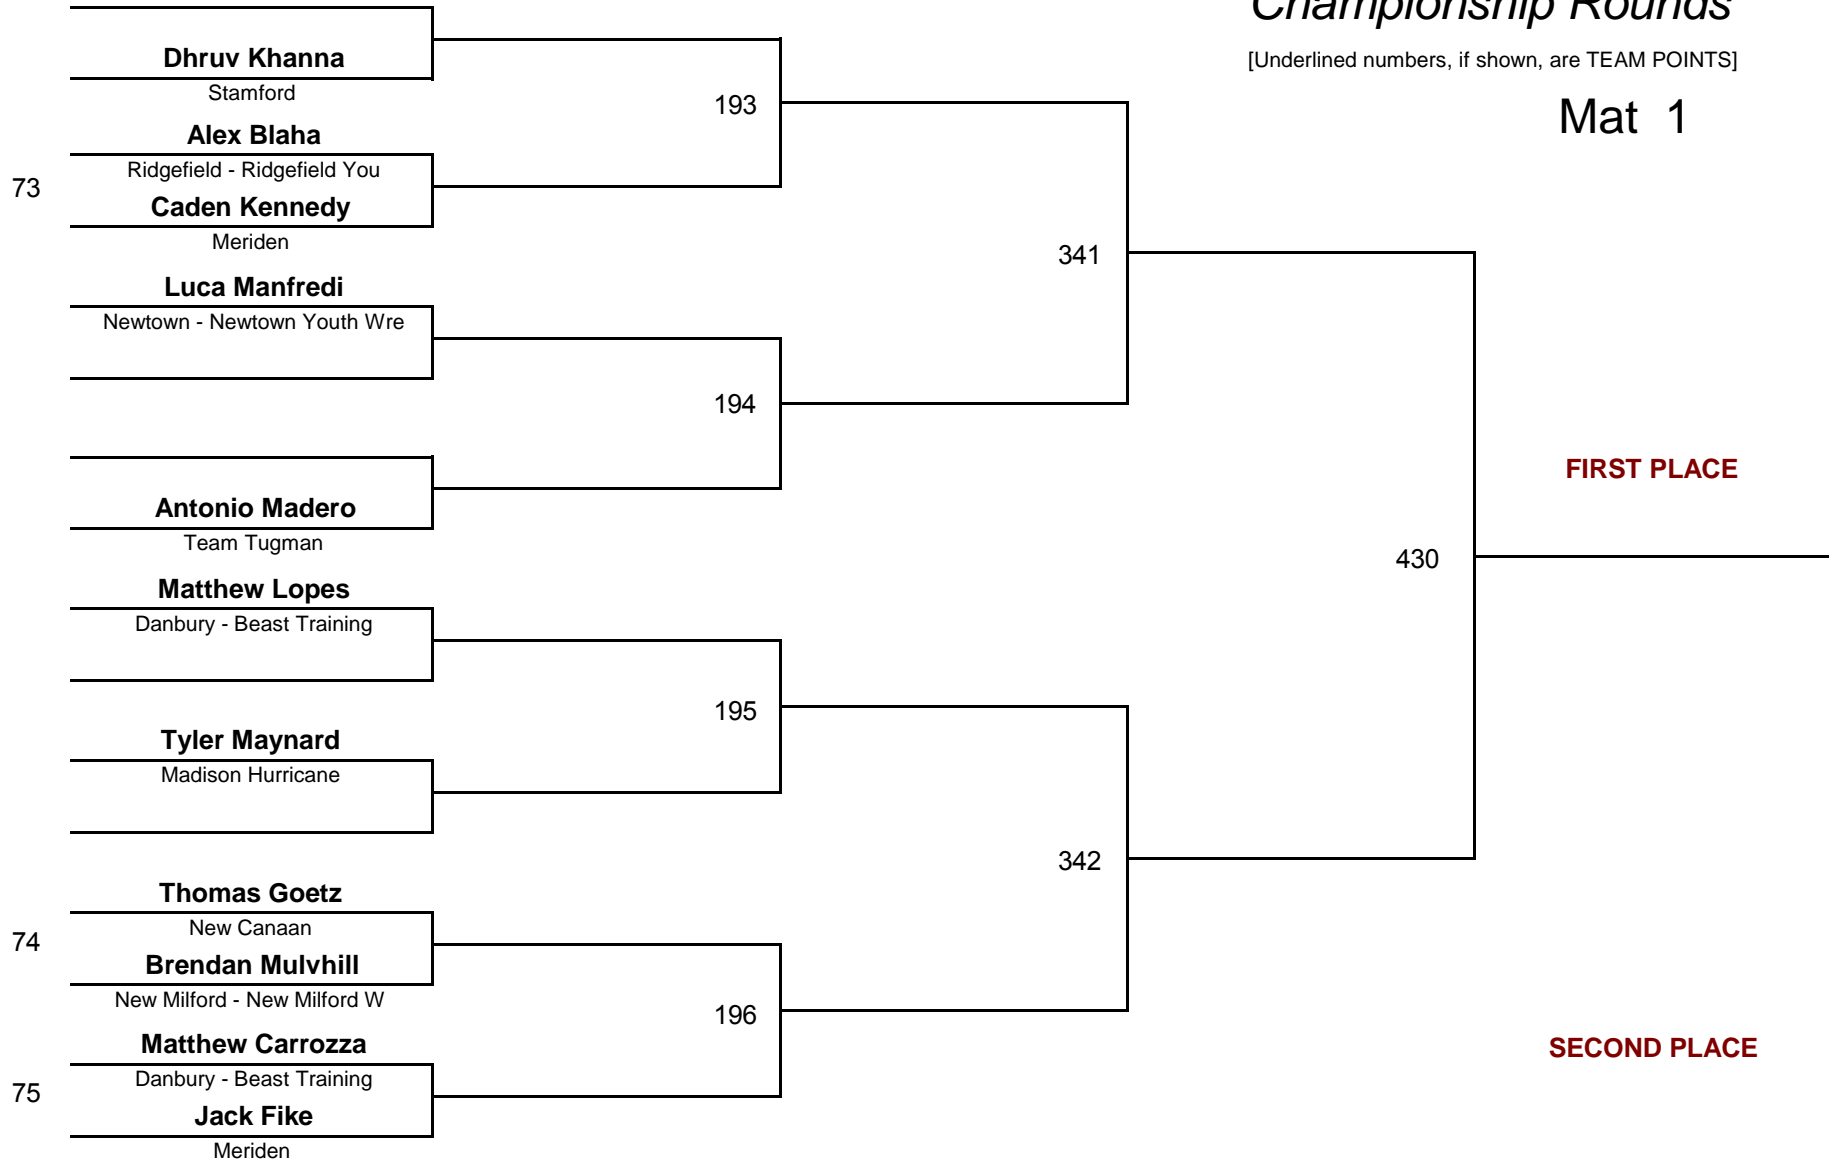 Championship Rounds
[Underlined numbers, if shown, are TEAM POINTS]
Mat 1
Dhruv Khanna
Stamford
193
Alex Blaha
Ridgefield - Ridgefield You
73
Caden Kennedy
Meriden
341
Luca Manfredi
Newtown - Newtown Youth Wre
194
Antonio Madero
Team Tugman
FIRST PLACE
430
Matthew Lopes
Danbury - Beast Training
195
Tyler Maynard
Madison Hurricane
342
Thomas Goetz
New Canaan
74
Brendan Mulvhill
New Milford - New Milford W
196
Matthew Carrozza
Danbury - Beast Training
75
Jack Fike
Meriden
SECOND PLACE